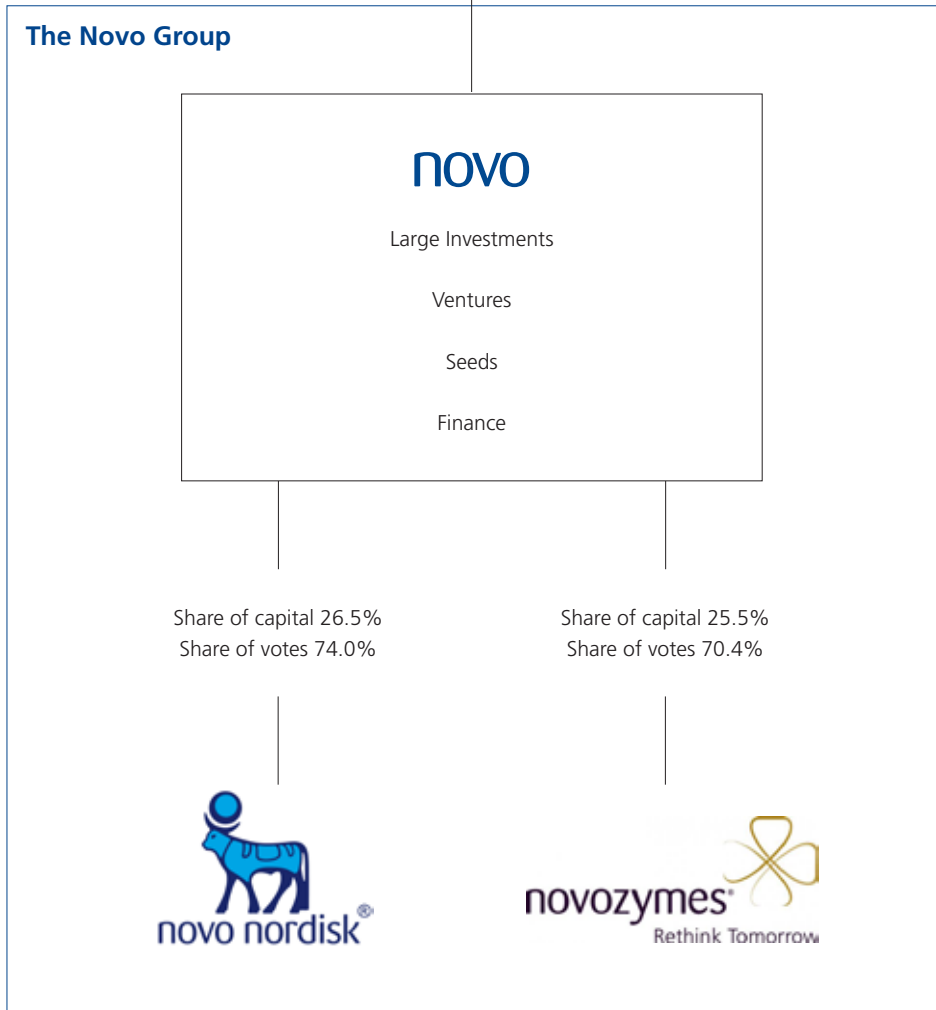 The Novo Group
novo
Large Investments
Ventures
Seeds
Finance
Share of capital 26.5%
Share of votes 74.0%
Share of capital 25.5%
Share of votes 70.4%
novo nordisk®
novozymes®
Rethink Tomorrow